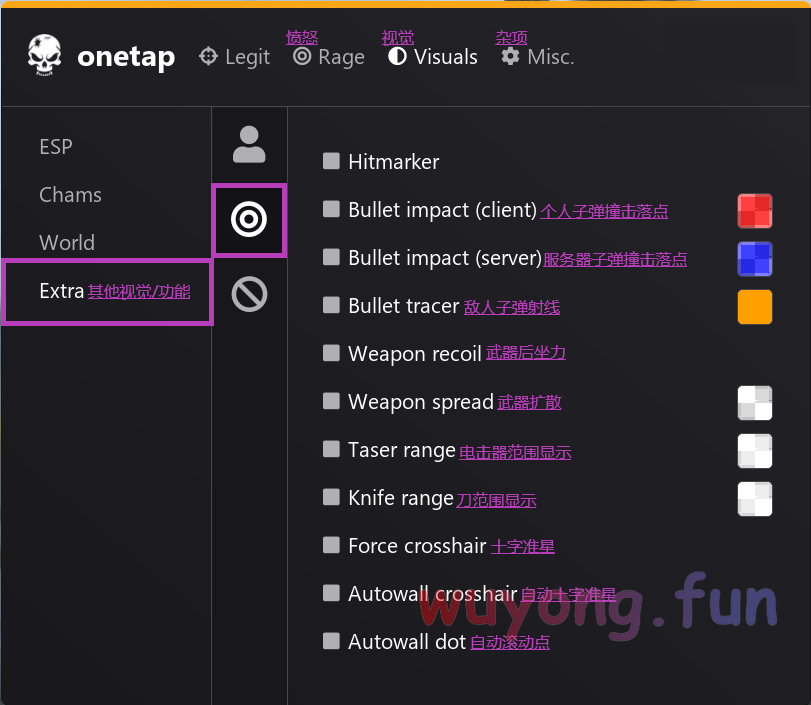 愤怒 视觉 杂项
onetap Legit Rage Visuals Misc.
ESP
Chams
World
Extra 其他视觉/功能
Hitmarker
Bullet impact (client) 个人子弹撞击落点
Bullet impact (server) 服务器子弹撞击落点
Bullet tracer 敌人子弹射线
Weapon recoil 武器后坐力
Weapon spread 武器扩散
Taser range 电击器范围显示
Knife range 刀范围显示
Force crosshair 十字准星
Autowall crosshair 自动十字准星
wuyong.fun
Autowall dot 自动滚动点